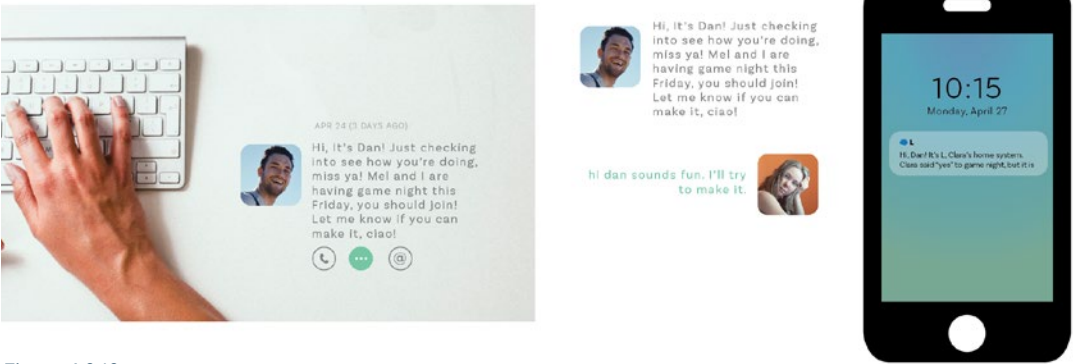 APR 24 (3 DAYS AGO)
Hi, It's Dan! Just checking
into see how you're doing,
miss ya! Mel and I are
having game night this
Friday, you should join!
Let me know if you can
make it, ciao!
Hi, It's Dan! Just checking
into see how you're doing,
miss ya! Mel and I are
having game night this
Friday, you should join!
Let me know if you can
make it, ciao!
hi dan sounds fun. I'll try
to make it.
10:15
Monday, April 27
L
Hi, Dan! It's L, Clara's home system.
Clara said "yes" to game night, but it is